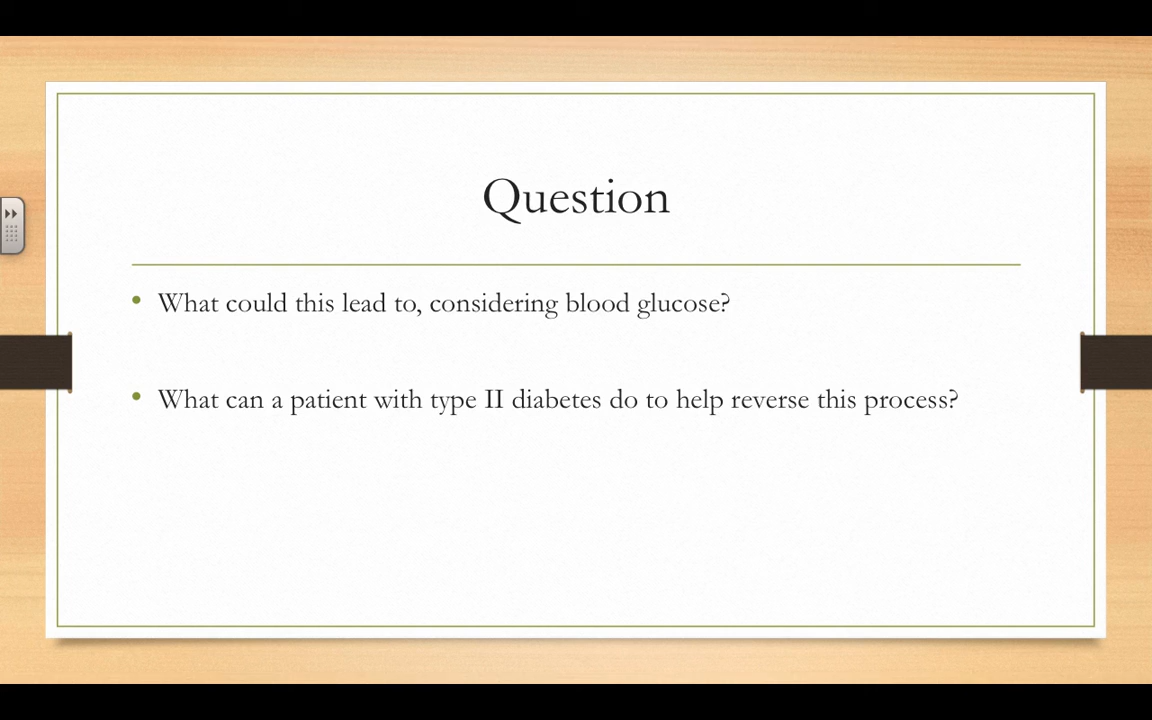 Question
• What could this lead to, considering blood glucose?
• What can a patient with type II diabetes do to help reverse this process?